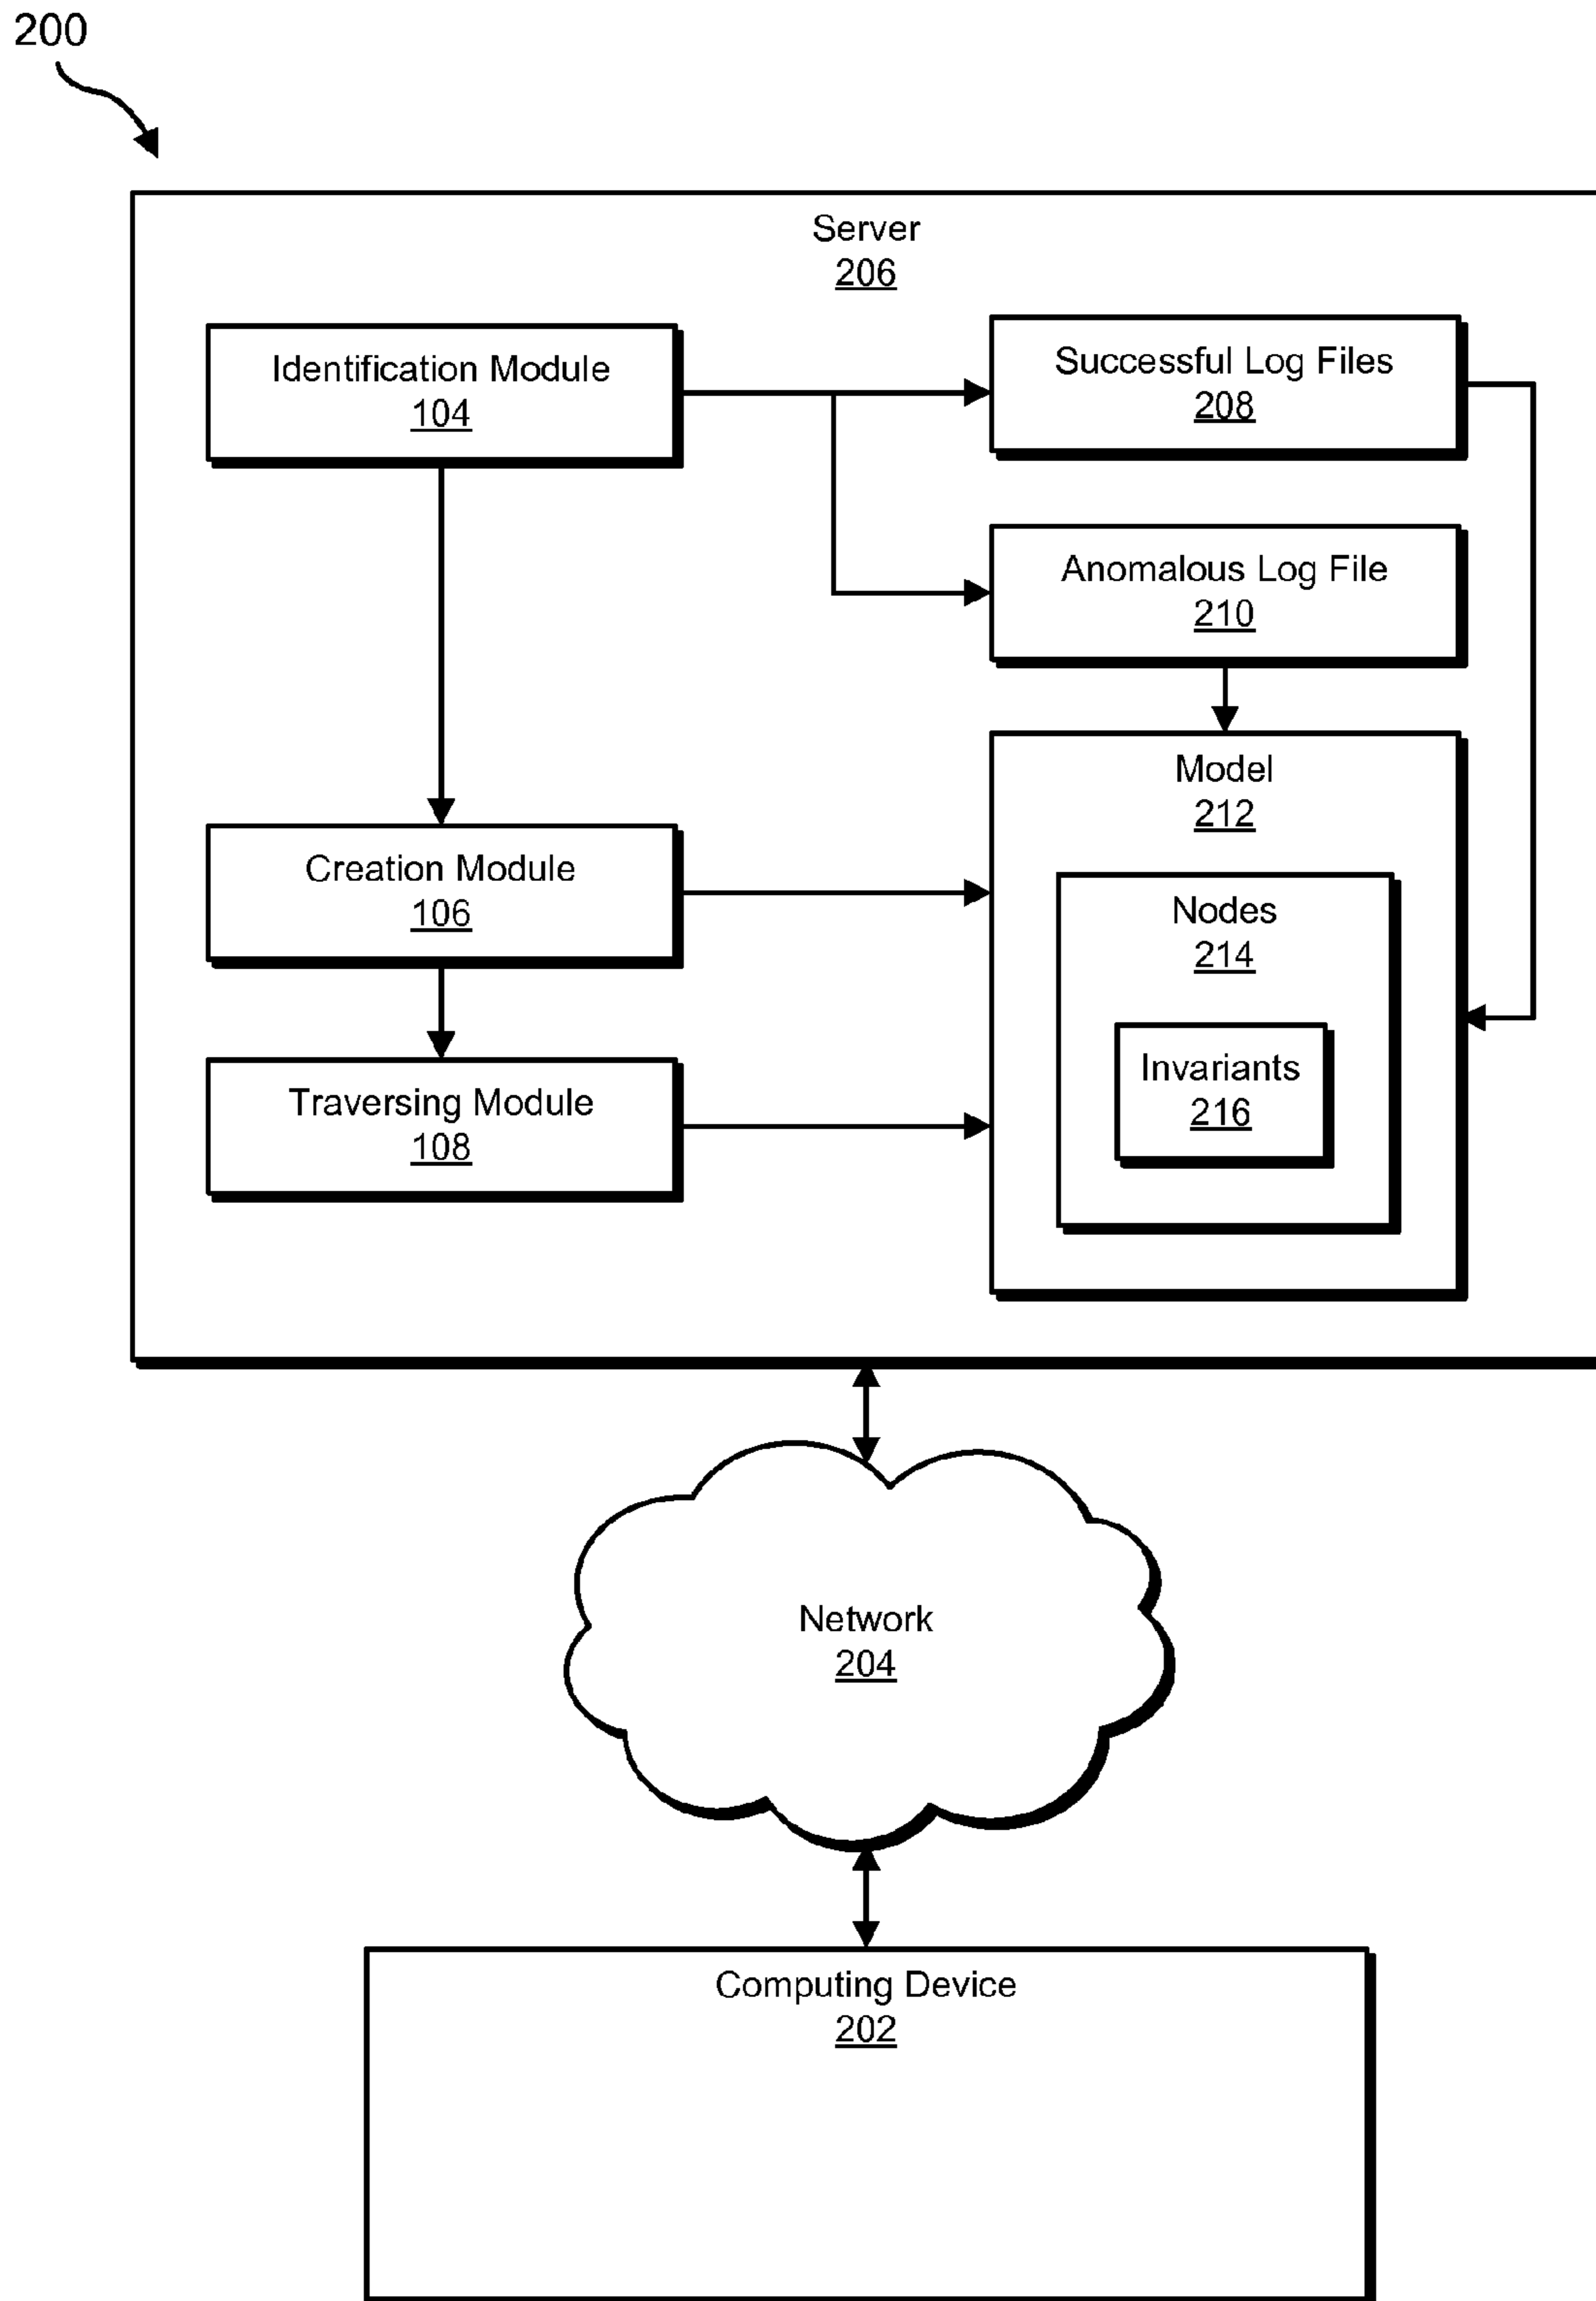 200
Server
206
Identification Module
104
Successful Log Files
208
Anomalous Log File
210
Model
212
Creation Module
106
Nodes
214
Invariants
216
Traversing Module
108
Network
204
Computing Device
202